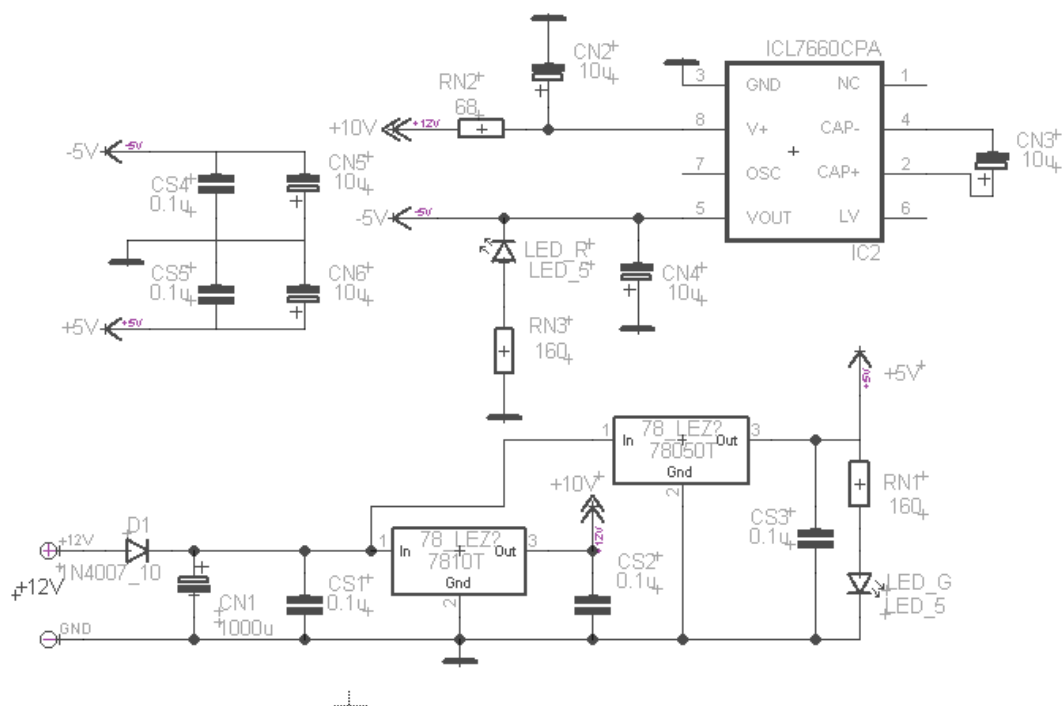 ICL7660CPA
CN2
10u
RN2
68
+10V
+12V
3
GND
NC
1
8
V+
CAP-
4
CN3
10u
7
OSC
CAP+
2
5
VOUT
LV
6
IC2
-5V
-5V
CS4
0.1u
CN5
10u
-5V
-5V
LED_R
LED_5
CN4
10u
CS5
0.1u
CN6
10u
+5V
+5V
RN3
160
+5V
+5V
1
78_LEZ?
78050T
In
Out
3
Gnd
2
+10V
+12V
RN1
160
CS3
0.1u
D1
+12V
1N4007_10
+12V
1
78_LEZ?
7810T
In
Out
3
Gnd
2
CS1
0.1u
CS2
0.1u
CN1
1000u
LED_G
LED_5
GND